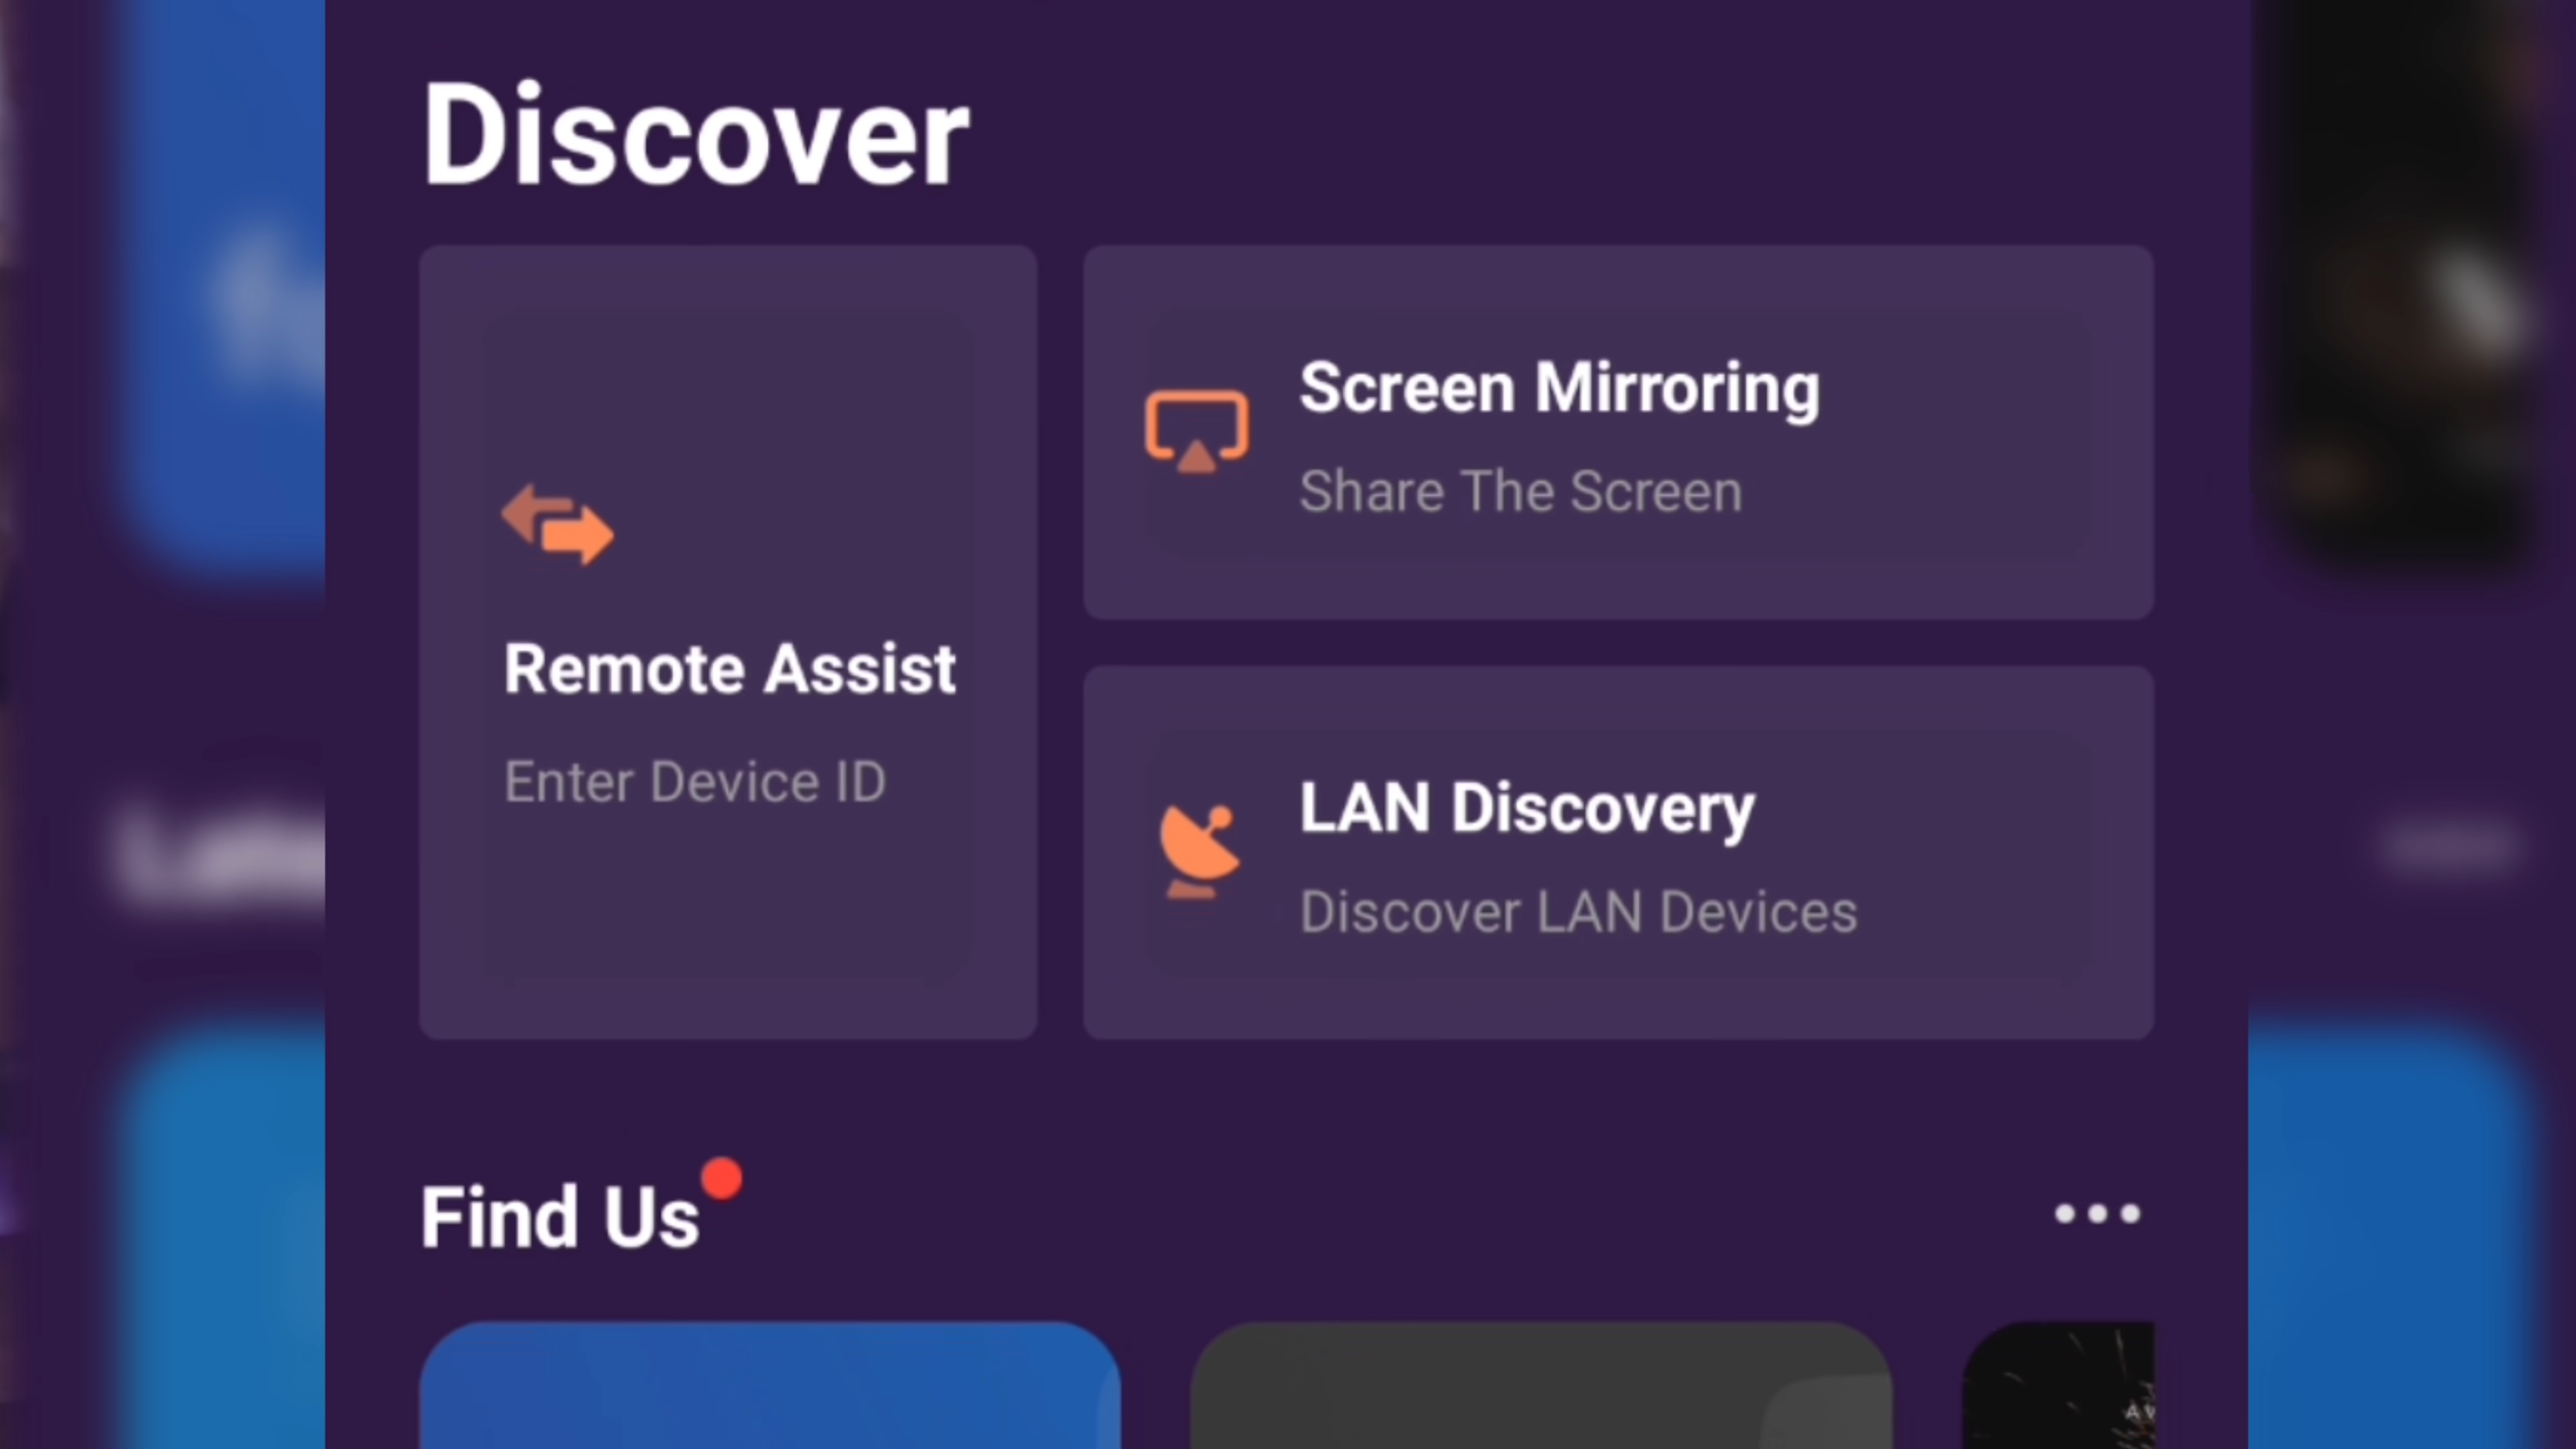 Discover
Remote Assist
Enter Device ID
Screen Mirroring
Share The Screen
LAN Discovery
Discover LAN Devices
Find Us